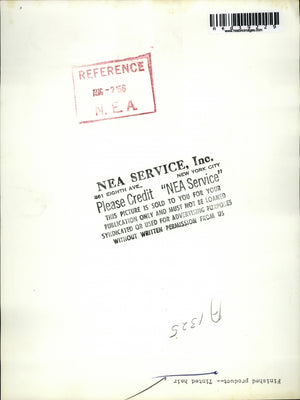 REFERENCE
AUG -7 56
N. E. A.
NEA SERVICE, Inc.
461 EIGHTH AVE., NEW YORK CITY
Please Credit "NEA Service"
THIS PICTURE IS SOLD TO YOU FOR YOUR
PUBLICATION ONLY AND MUST NOT BE LOANED
SYNDICATED OR USED FOR ADVERTISING PURPOSES
WITHOUT WRITTEN PERMISSION FROM US
A 1325
Finished product-- Tinted hair